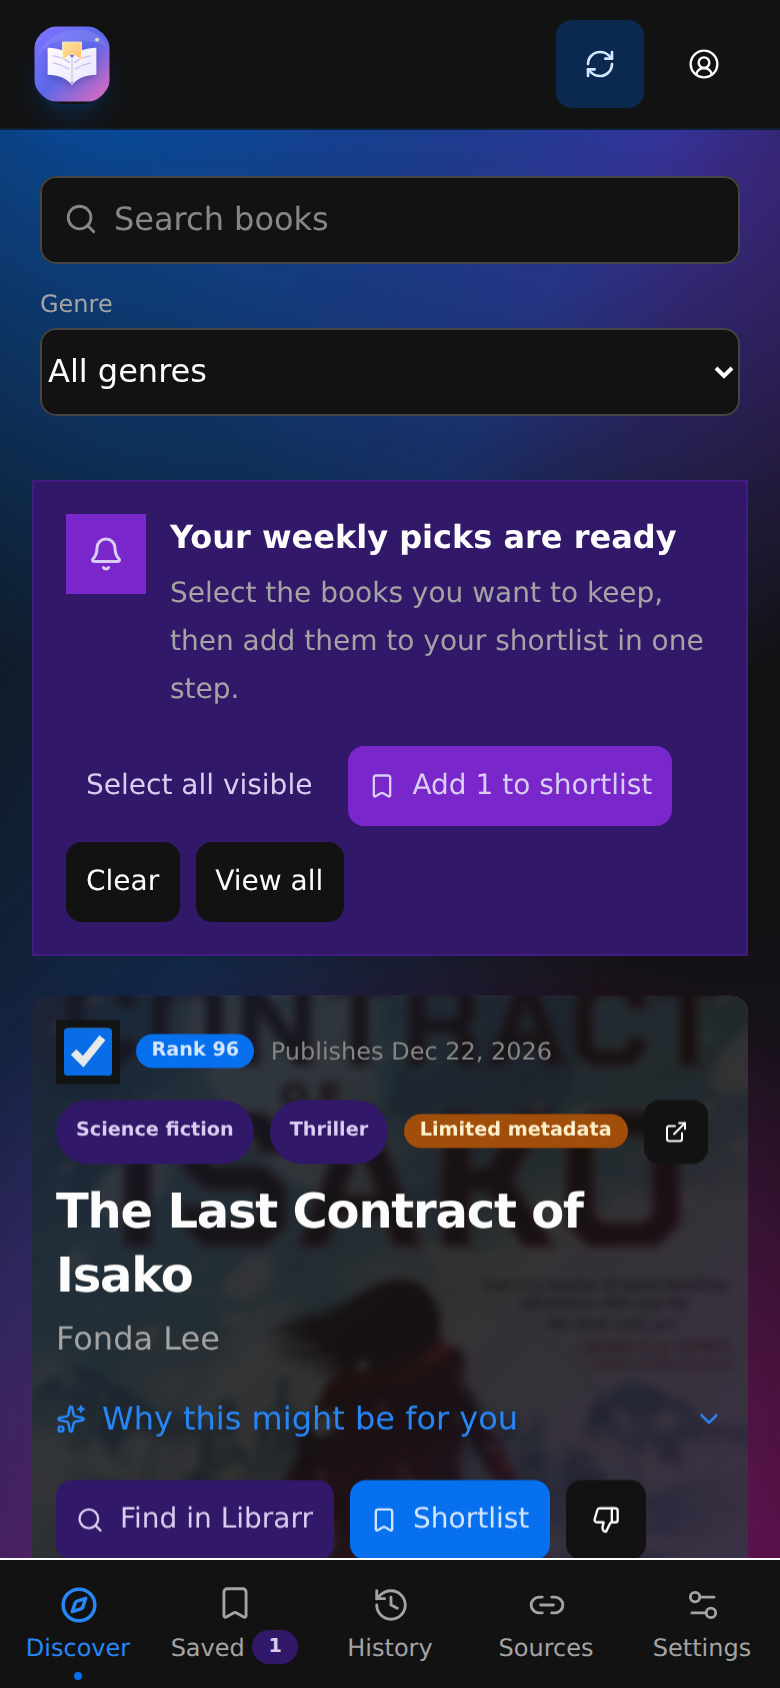 Search books
Genre
All genres
Your weekly picks are ready
Select the books you want to keep,
then add them to your shortlist in one
step.
Select all visible
Add 1 to shortlist
Clear
View all
CONTRACT
OF
ISAKO
Rank 96
Publishes Dec 22, 2026
Science fiction
Thriller
Limited metadata
The Last Contract of
Isako
Fonda Lee
Why this might be for you
Find in Librarr
Shortlist
Discover
Saved 1
History
Sources
Settings